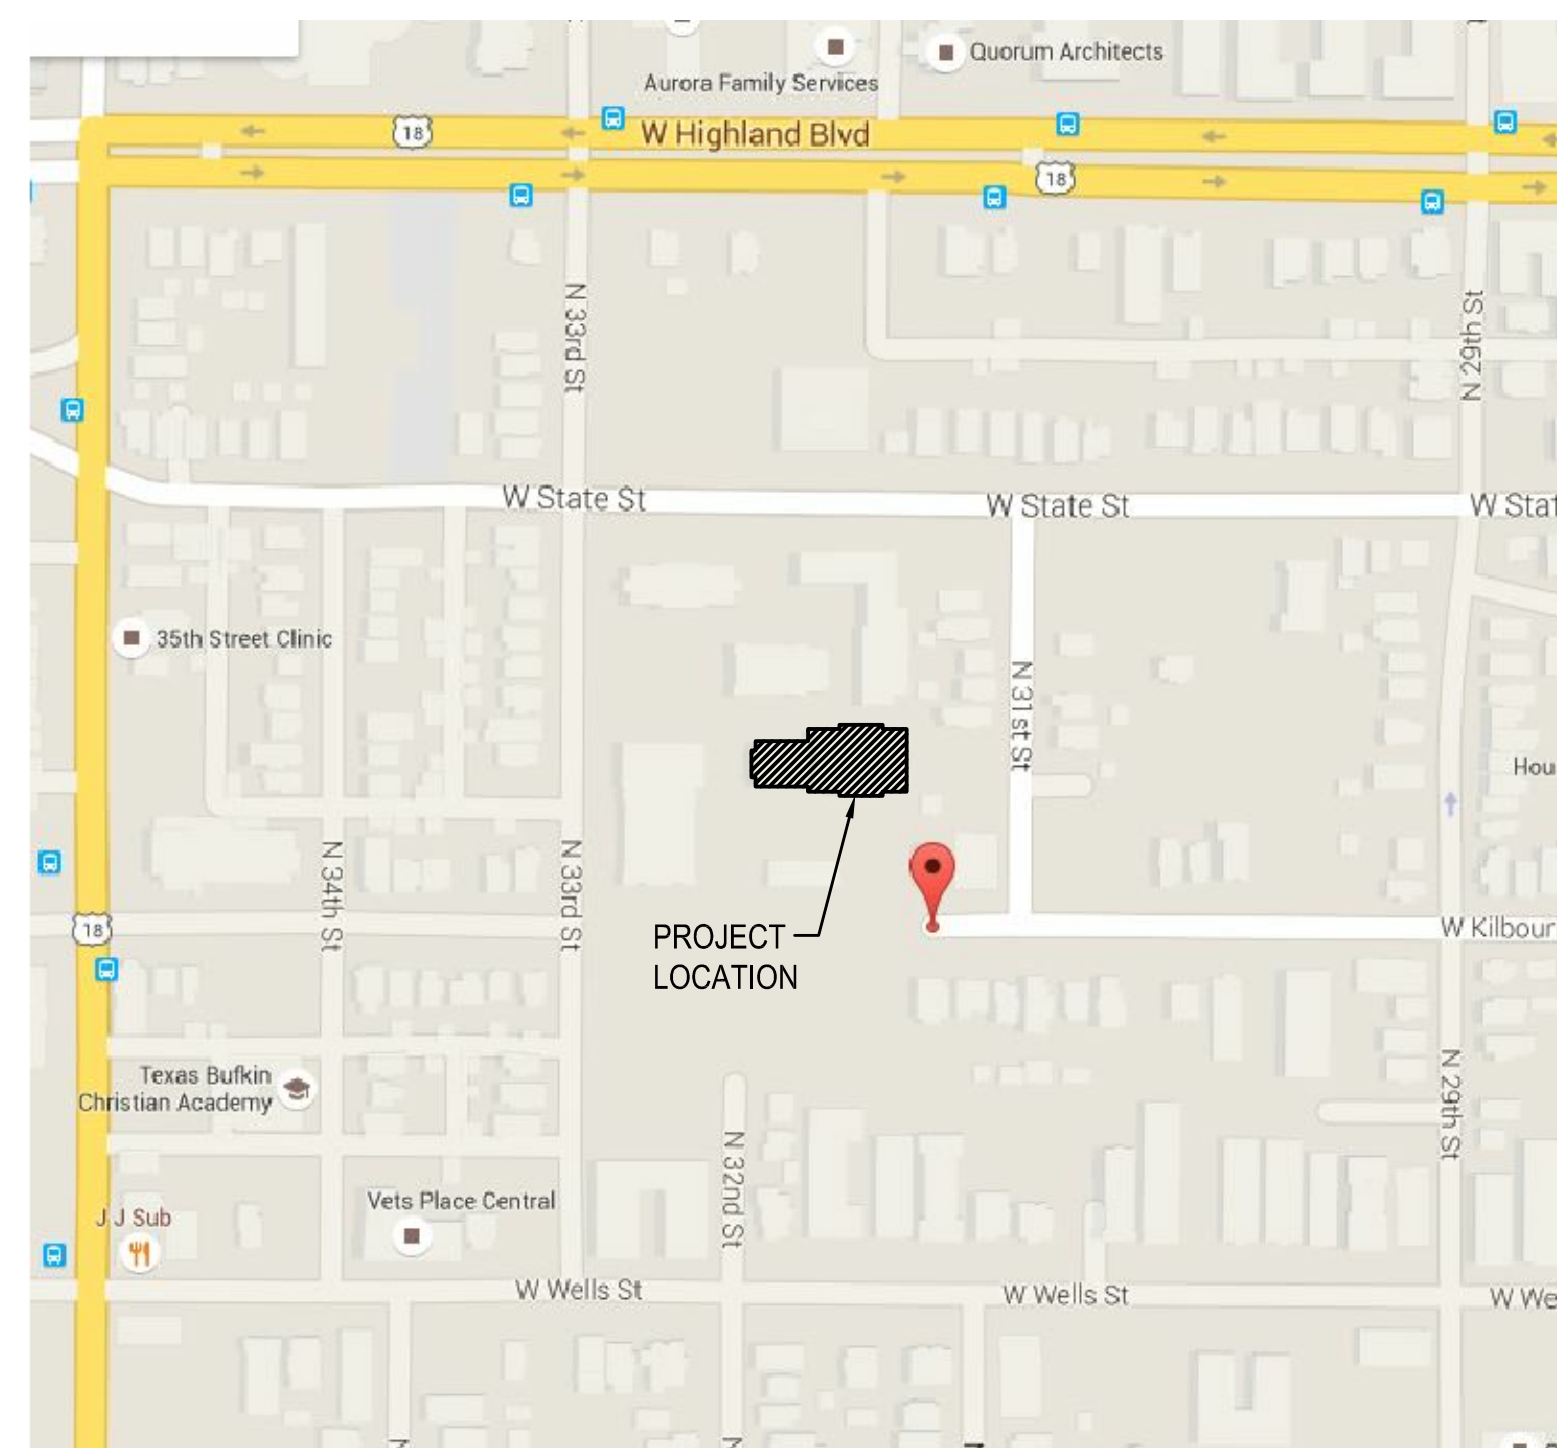 Quorum Architects
Aurora Family Services
18
W Highland Blvd
18
N 33rd St
N 29th St
W State St
W State St
W Stat
35th Street Clinic
N 31st St
Hou
N 34th St
N 33rd St
18
PROJECT
LOCATION
W Kilbour
Texas Bufkin
Christian Academy
N 29th St
N 32nd St
Vets Place Central
J J Sub
W Wells St
W Wells St
W We